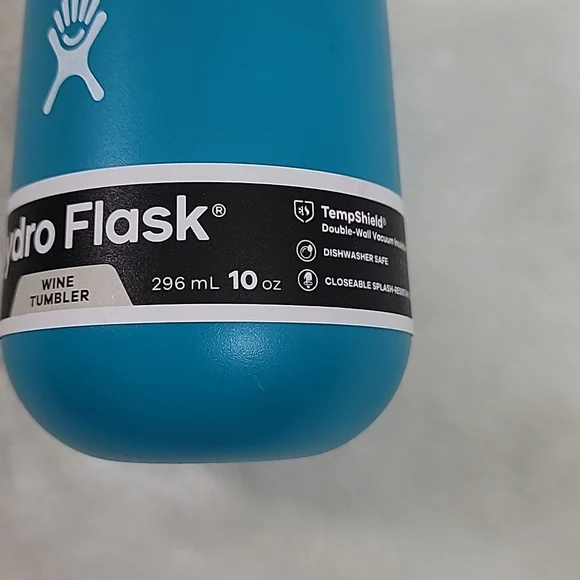 ydro Flask®
WINE
TUMBLER
296 mL 10 oz
TempShield®
Double-Wall Vacuum
DISHWASHER SAFE
CLOSEABLE SPLASH-